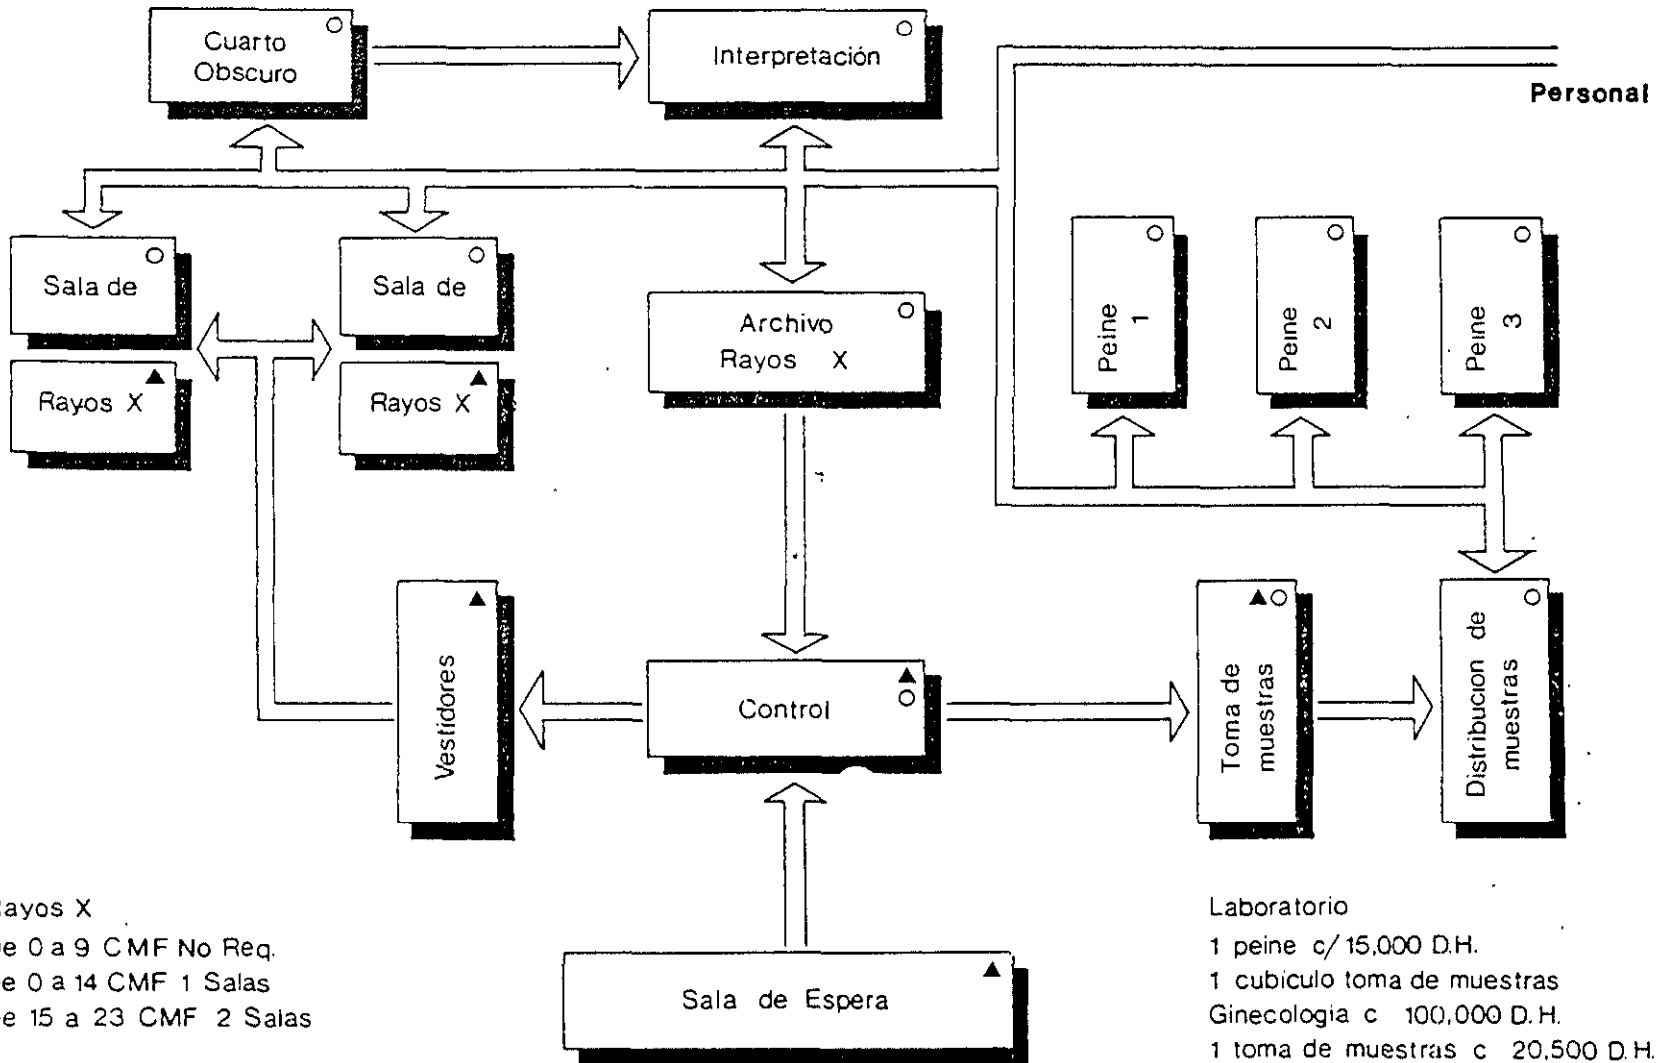 Cuarto
Obscuro
Interpretación
Personal
Sala de
Rayos X
Sala de
Rayos X
Archivo
Rayos X
Peine 1
Peine 2
Peine 3
Vestidores
Control
Toma de
muestras
Distribucion de
muestras
Sala de Espera
ayos X
e 0 a 9 CMF No Req.
e 0 a 14 CMF 1 Salas
e 15 a 23 CMF 2 Salas
Laboratorio
1 peine c/ 15,000 D.H.
1 cubiculo toma de muestras
Ginecologia c 100,000 D.H.
1 toma de muestras c 20,500 D.H.